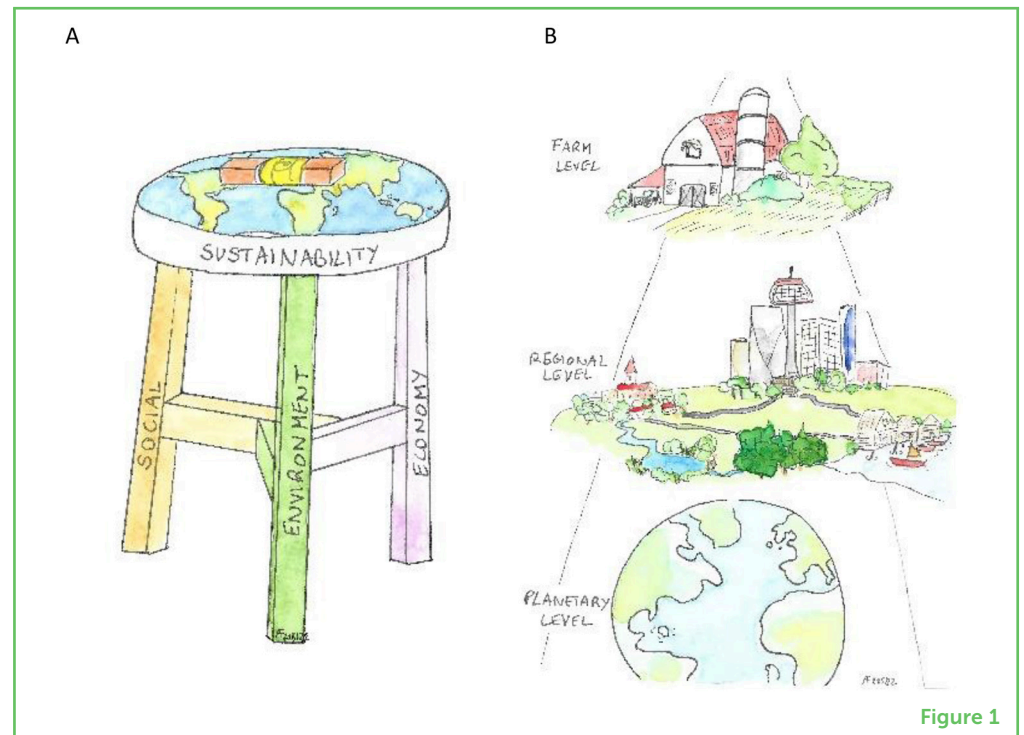 A
B
SUSTAINABILITY
SOCIAL
ENVIRONMENT
ECONOMY
FARM
LEVEL
REGIONAL
LEVEL
PLANETARY
LEVEL
Figure 1